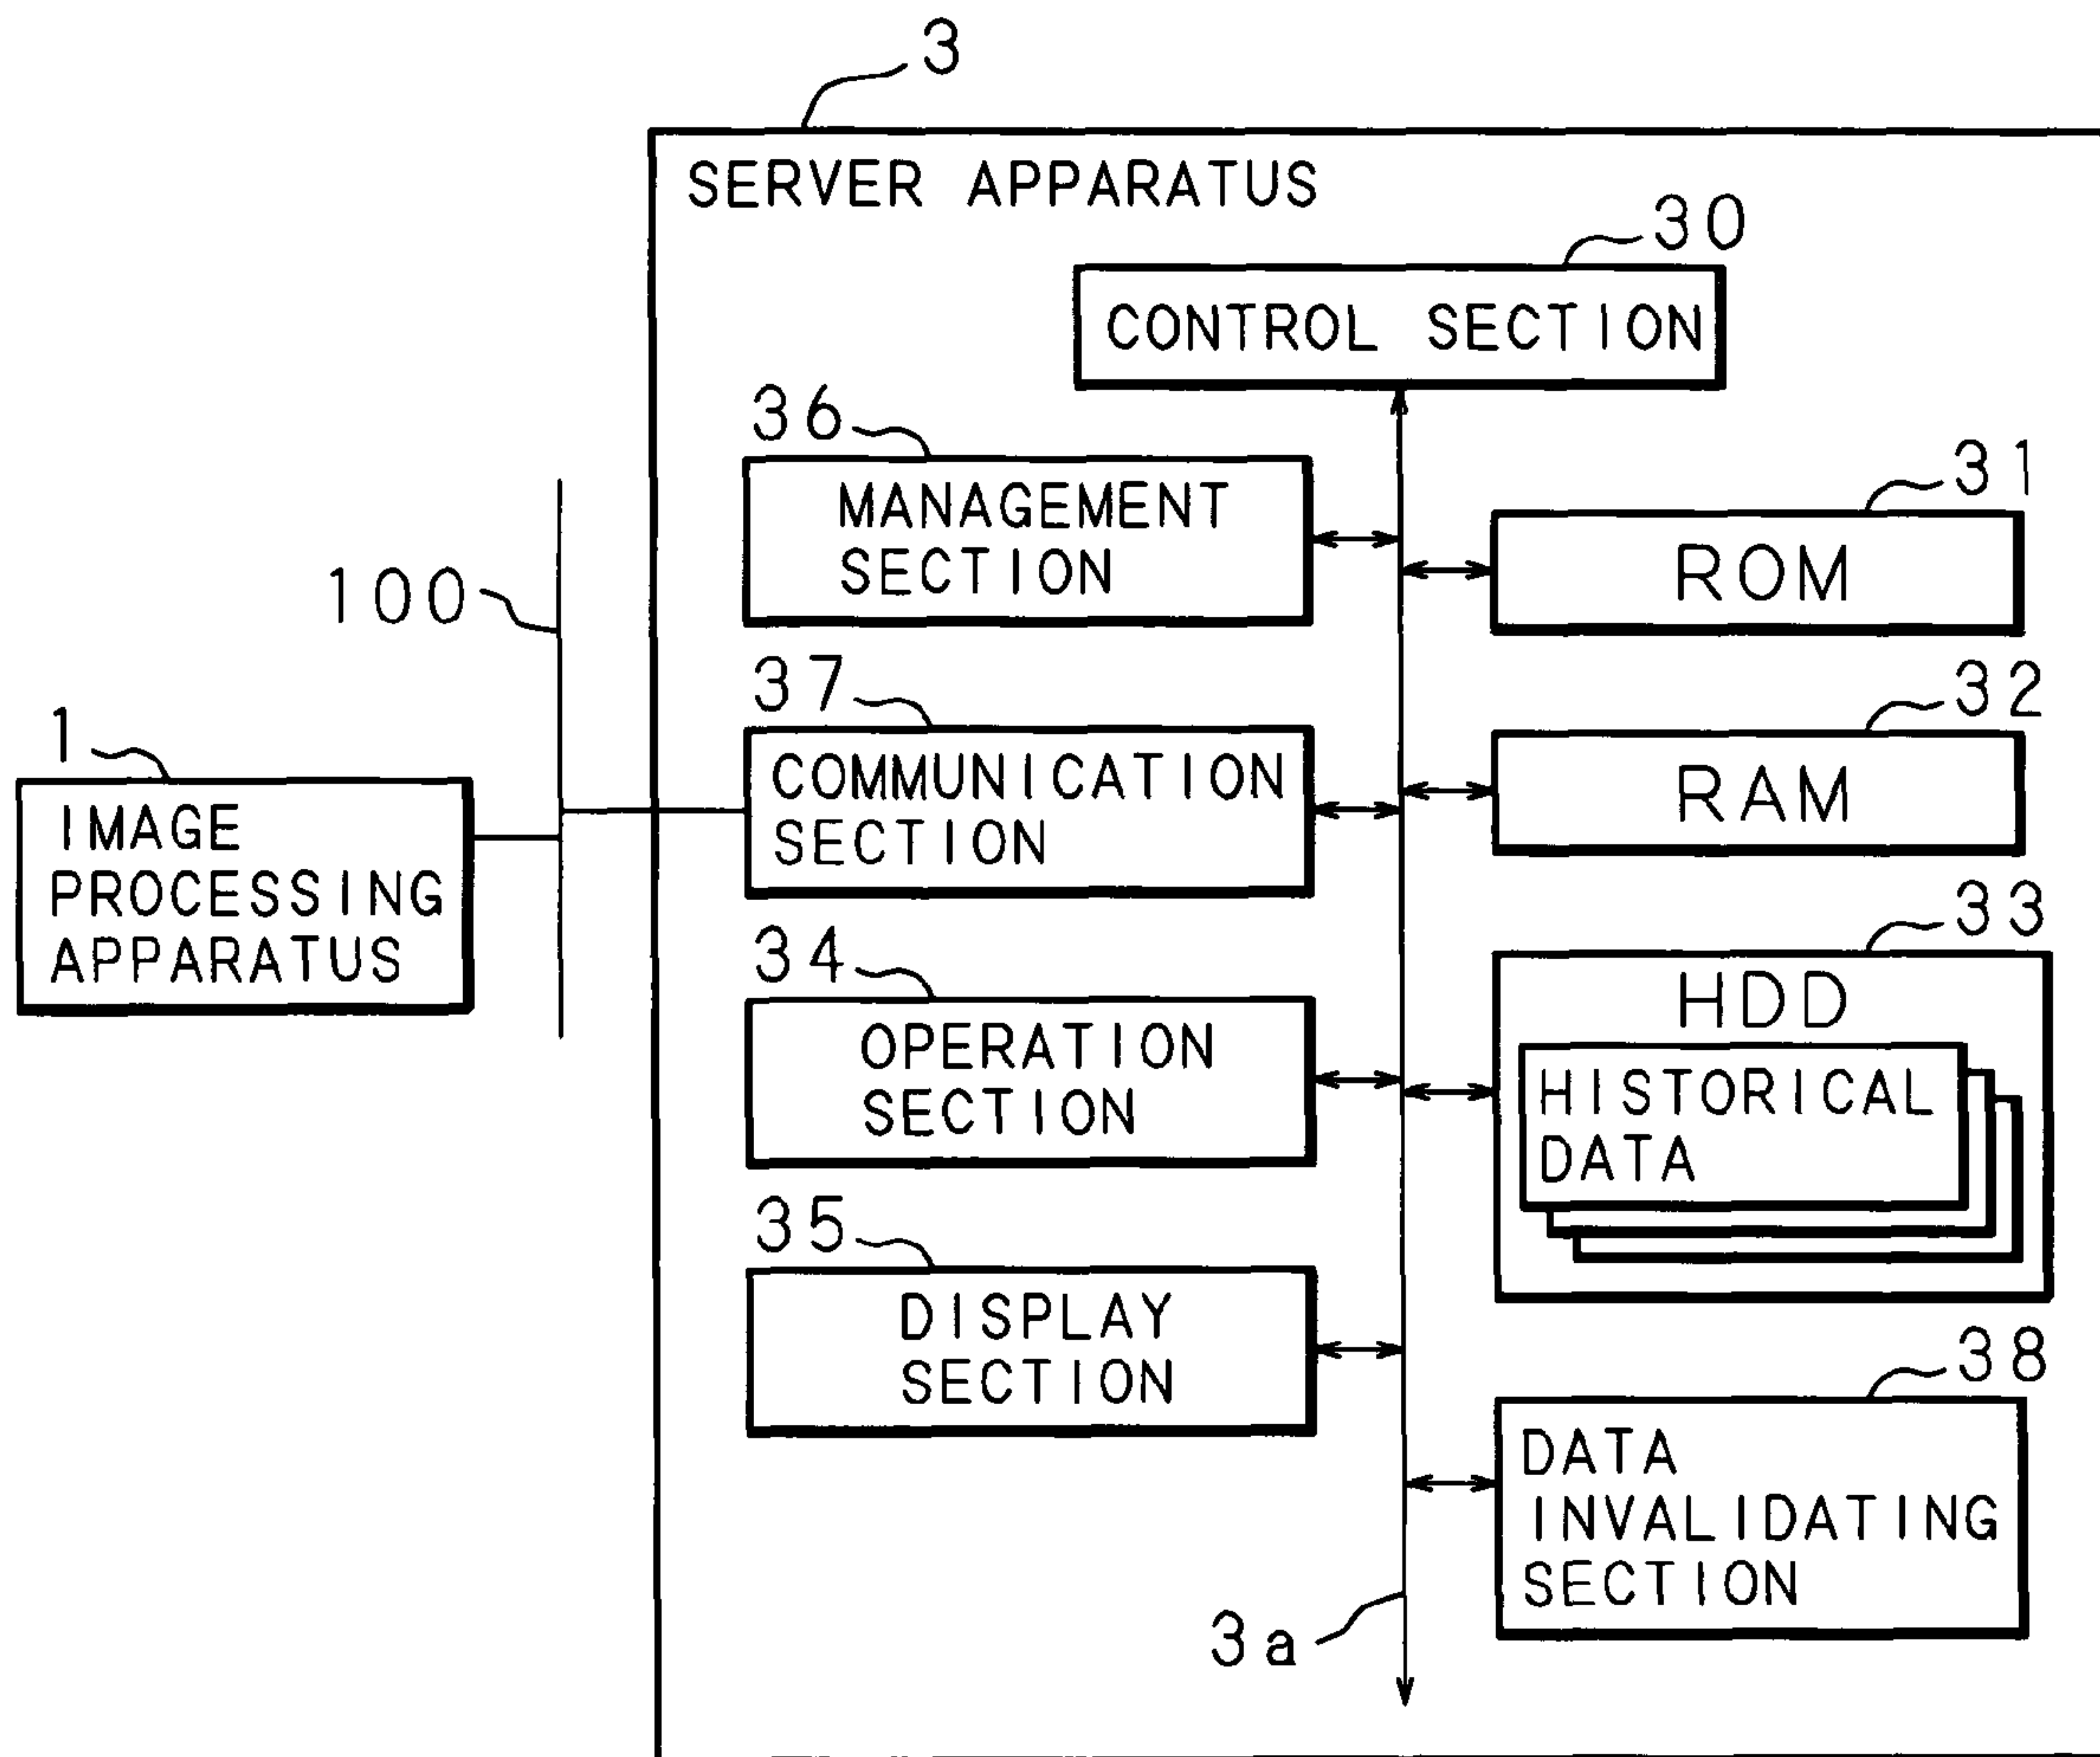 3
SERVER APPARATUS
30
CONTROL SECTION
36
MANAGEMENT
SECTION
31
ROM
100
37
COMMUNICATION
SECTION
32
RAM
1
IMAGE
PROCESSING
APPARATUS
34
OPERATION
SECTION
33
HDD
HISTORICAL
DATA
35
DISPLAY
SECTION
38
DATA
INVALIDATING
SECTION
3a